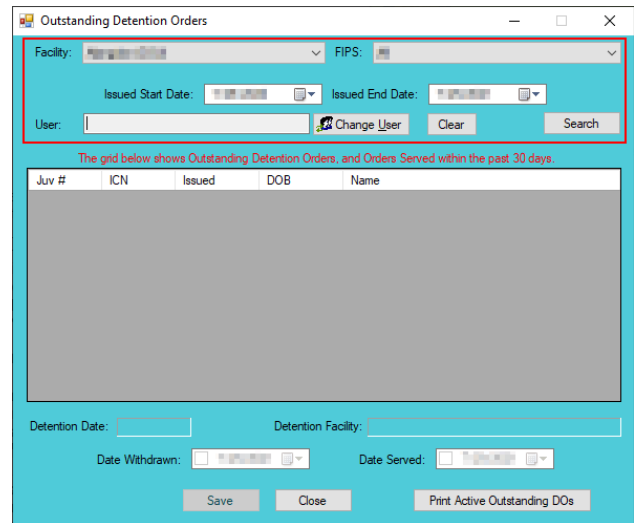 Outstanding Detention Orders
Facility: FIPS:
Issued Start Date: Issued End Date:
User: Change User Clear Search
The grid below shows Outstanding Detention Orders, and Orders Served within the past 30 days.
Juv # ICN Issued DOB Name
Detention Date: Detention Facility:
Date Withdrawn: Date Served:
Save Close Print Active Outstanding DOs